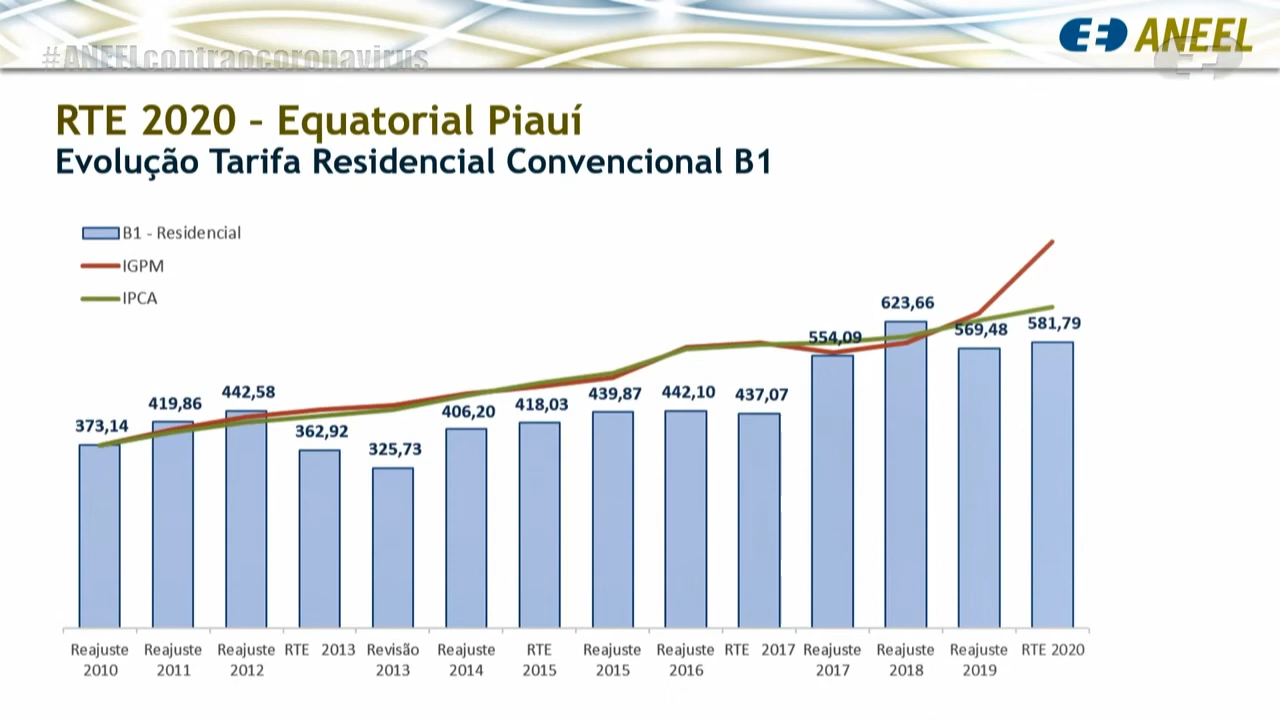 #ANEELcontraocoronavirus
ANEEL
RTE 2020 - Equatorial Piauí
Evolução Tarifa Residencial Convencional B1
B1 - Residencial
IGPM
IPCA
373,14
419,86
442,58
362,92
325,73
406,20
418,03
439,87
442,10
437,07
554,09
623,66
569,48
581,79
Reajuste
2010
Reajuste
2011
Reajuste
2012
RTE 2013
Revisão
2013
Reajuste
2014
RTE
2015
Reajuste
2015
Reajuste
2016
RTE 2017
Reajuste
2017
Reajuste
2018
Reajuste
2019
RTE 2020